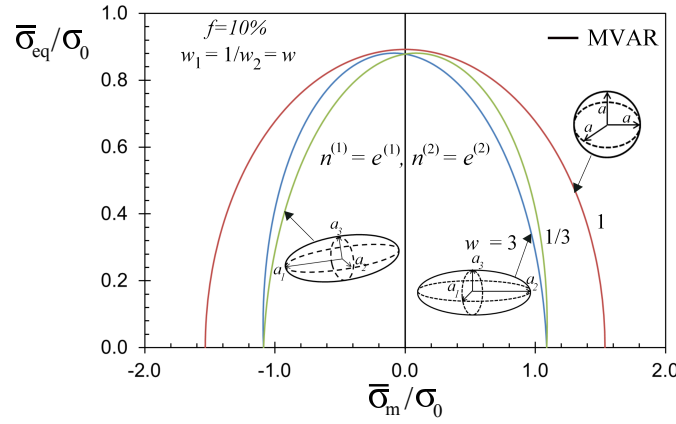 σ̅eq/σ0
f=10%
w1 = 1/w2 = w
MVAR
n(1) = e(1), n(2) = e(2)
a
a
a
1
1/3
w = 3
a3
a1
a2
a3
a1
a2
1.0
0.8
0.6
0.4
0.2
0.0
-2.0
-1.0
0.0
1.0
2.0
σ̅m/σ0